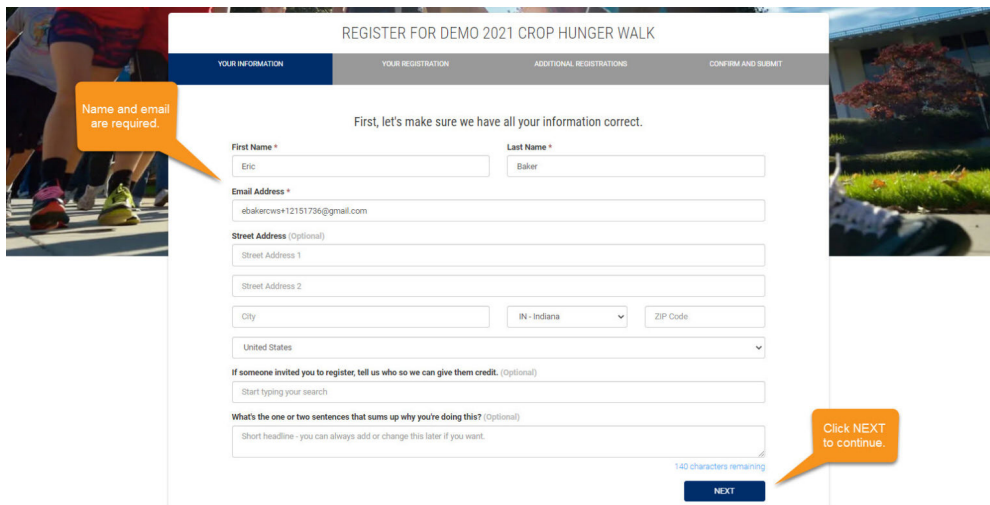 REGISTER FOR DEMO 2021 CROP HUNGER WALK
YOUR INFORMATION
YOUR REGISTRATION
ADDITIONAL REGISTRATIONS
CONFIRM AND SUBMIT
Name and email
are required.
First, let's make sure we have all your information correct.
First Name *
Last Name *
Eric
Baker
Email Address *
ebakercws+12151736@gmail.com
Street Address (Optional)
Street Address 1
Street Address 2
City
IN - Indiana
ZIP Code
United States
If someone invited you to register, tell us who so we can give them credit. (Optional)
Start typing your search
What's the one or two sentences that sums up why you're doing this? (Optional)
Short headline - you can always add or change this later if you want.
Click NEXT
to continue.
140 characters remaining
NEXT